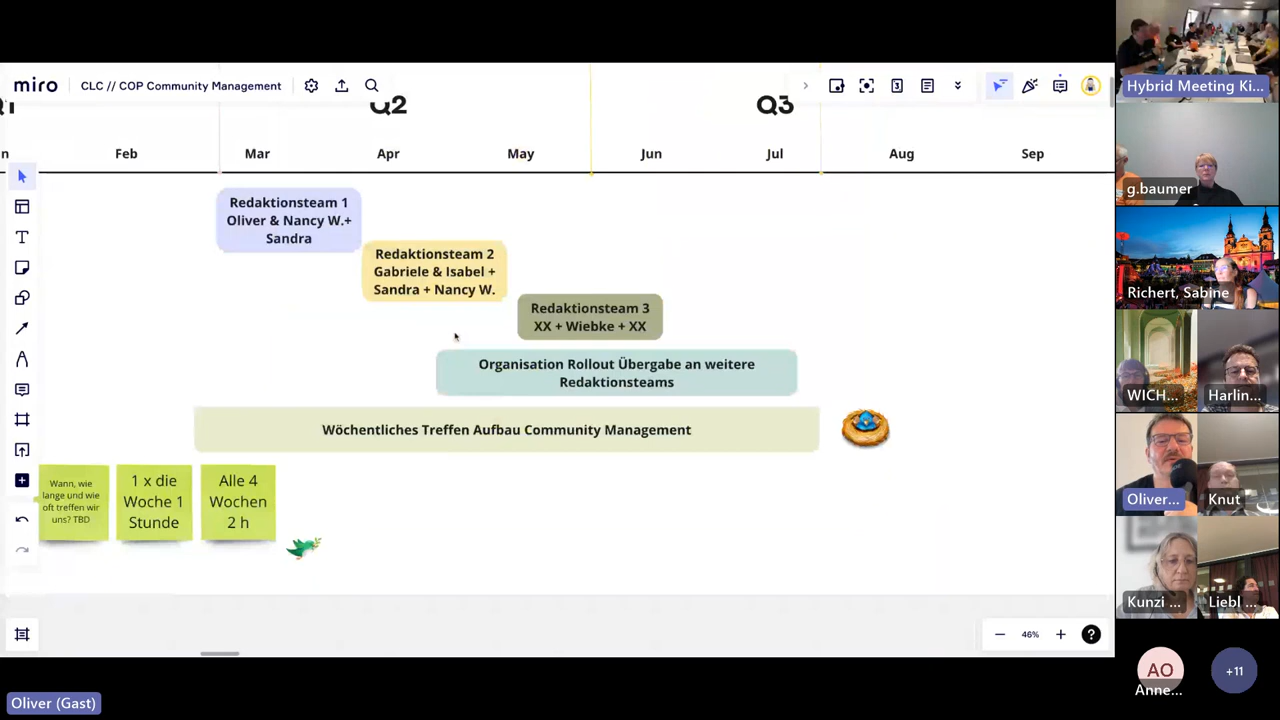 miro
CLC // COP Community Management
Q1
Q2
Q3
n
Feb
Mar
Apr
May
Jun
Jul
Aug
Sep
Redaktionsteam 1
Oliver & Nancy W.+
Sandra
Redaktionsteam 2
Gabriele & Isabel +
Sandra + Nancy W.
Redaktionsteam 3
XX + Wiebke + XX
Organisation Rollout Übergabe an weitere
Redaktionsteams
Wöchentliches Treffen Aufbau Community Management
Wann, wie
lange und wie
oft treffen wir
uns? TBD
1 x die
Woche 1
Stunde
Alle 4
Wochen
2 h
46%
?
Oliver (Gast)
Hybrid Meeting Ki...
g.baumer
Richert, Sabine
WICH...
Harlin...
Oliver...
Knut
Kunzi ...
Liebl ...
AO
Anne...
+11